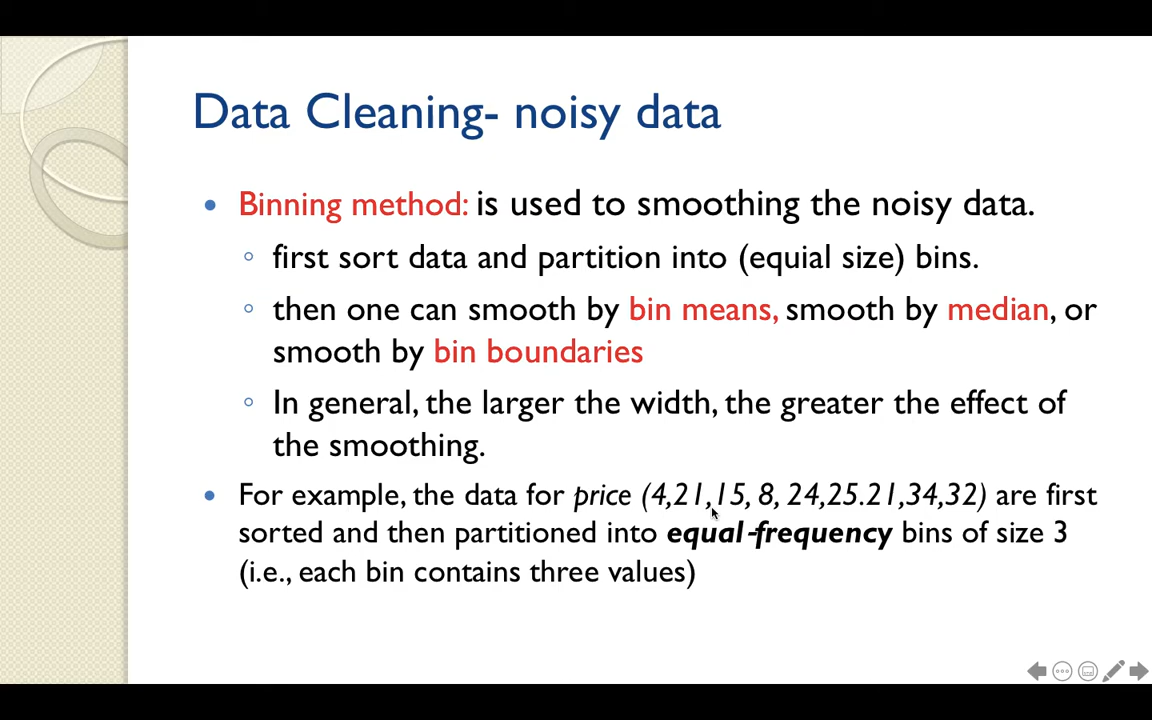 Data Cleaning- noisy data
Binning method: is used to smoothing the noisy data.
first sort data and partition into (equial size) bins.
then one can smooth by bin means, smooth by median, or
smooth by bin boundaries
In general, the larger the width, the greater the effect of
the smoothing.
For example, the data for price (4,21,15, 8, 24,25.21,34,32) are first
sorted and then partitioned into equal-frequency bins of size 3
(i.e., each bin contains three values)